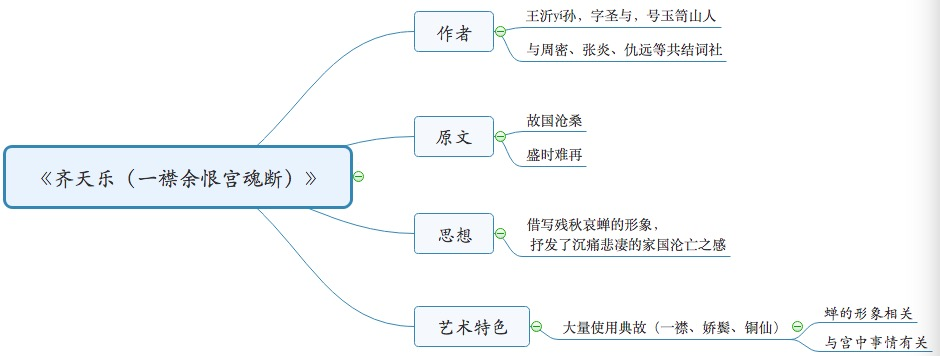 《齐天乐（一襟余恨宫魂断）》
作者
王沂yí孙，字圣与，号玉笥山人
与周密、张炎、仇远等共结词社
原文
故国沧桑
盛时难再
思想
借写残秋哀蝉的形象，
抒发了沉痛悲凄的家国沦亡之感
艺术特色
大量使用典故（一襟、娇鬓、铜仙）
蝉的形象相关
与宫中事情有关